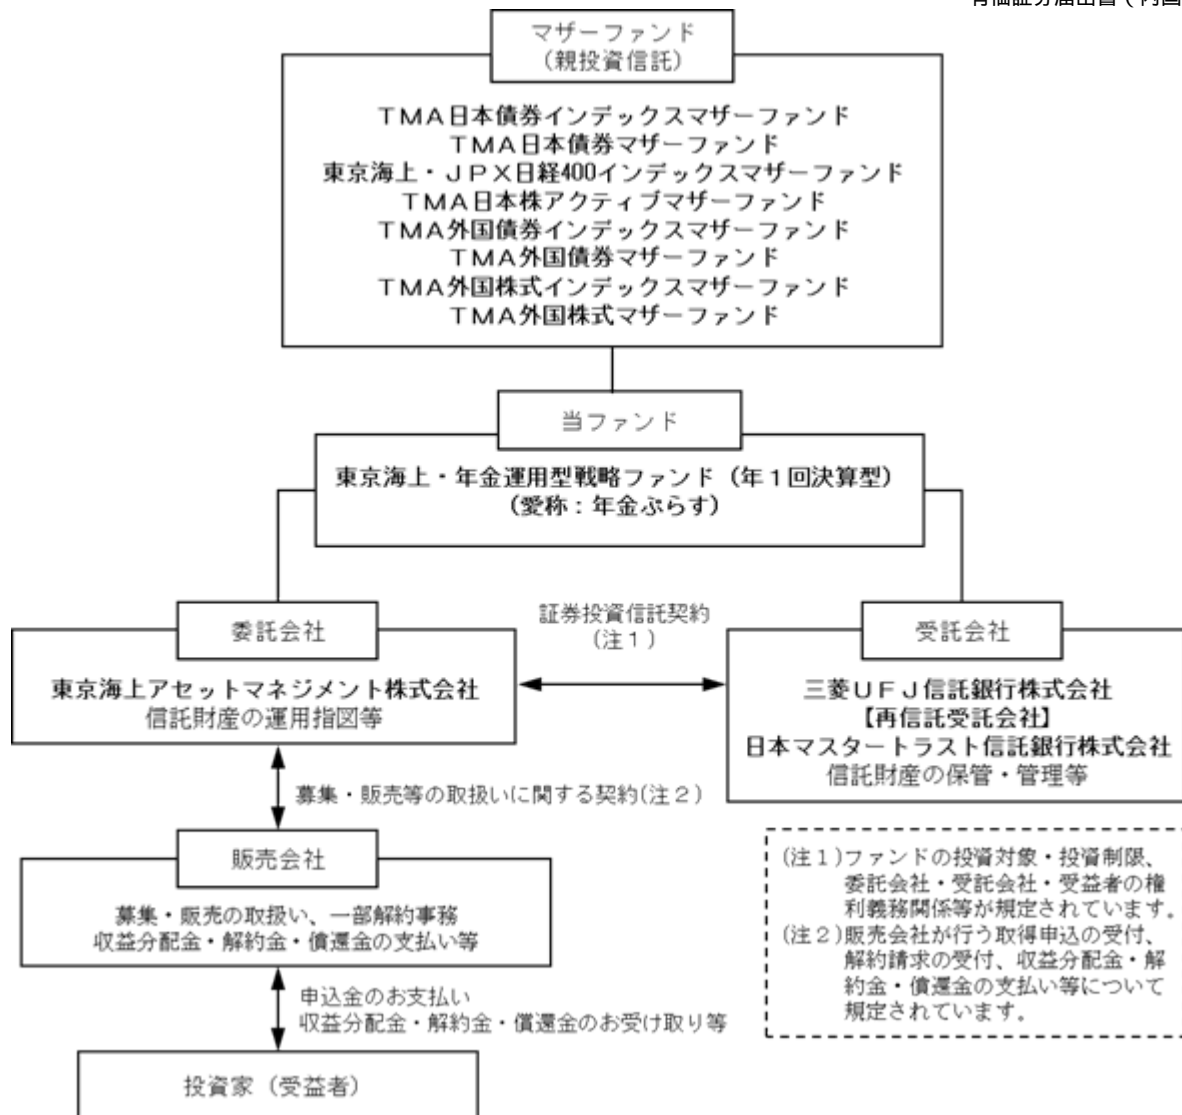 有価証券届出書(内国
マザーファンド
(親投資信託)
TMA日本債券インデックスマザーファンド
TMA日本債券マザーファンド
東京海上・JPX日経400インデックスマザーファンド
TMA日本株アクティブマザーファンド
TMA外国債券インデックスマザーファンド
TMA外国債券マザーファンド
TMA外国株式インデックスマザーファンド
TMA外国株式マザーファンド
当ファンド
東京海上・年金運用型戦略ファンド(年1回決算型)
(愛称:年金ぷらす)
委託会社
東京海上アセットマネジメント株式会社
信託財産の運用指図等
証券投資信託契約
(注1)
受託会社
三菱UFJ信託銀行株式会社
【再信託受託会社】
日本マスタートラスト信託銀行株式会社
信託財産の保管・管理等
募集・販売等の取扱いに関する契約(注2)
販売会社
募集・販売の取扱い、一部解約事務
収益分配金・解約金・償還金の支払い等
申込金のお支払い
収益分配金・解約金・償還金のお受け取り等
投資家(受益者)
(注1)ファンドの投資対象・投資制限、
委託会社・受託会社・受益者の権
利義務関係等が規定されています。
(注2)販売会社が行う取得申込の受付、
解約請求の受付、収益分配金・解
約金・償還金の支払い等について
規定されています。